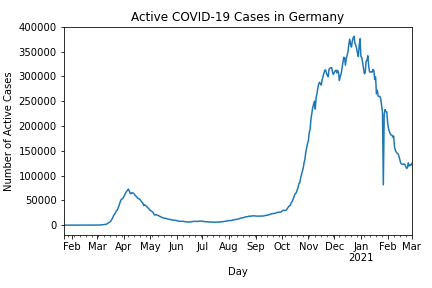 Active COVID-19 Cases in Germany
400000
350000
300000
250000
200000
150000
100000
50000
0
Number of Active Cases
Feb Mar Apr May Jun Jul Aug Sep Oct Nov Dec Jan Feb Mar
2021
Day